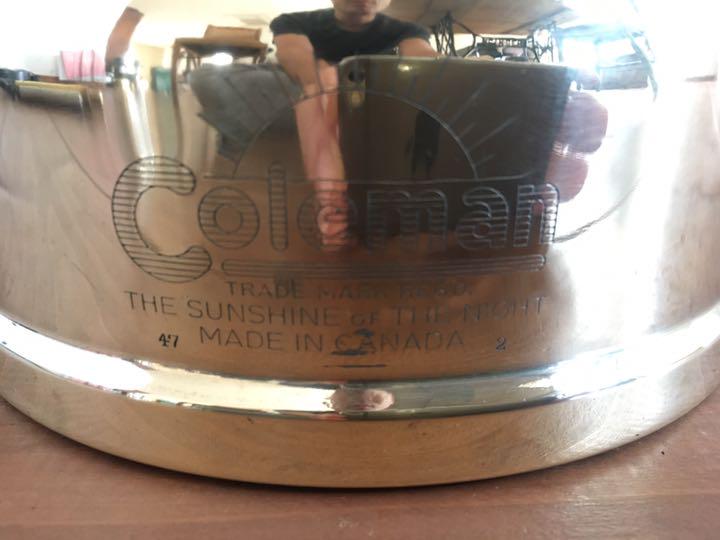 Coleman
TRADE MARK REG'D.
THE SUNSHINE OF THE NIGHT
47 MADE IN CANADA 2